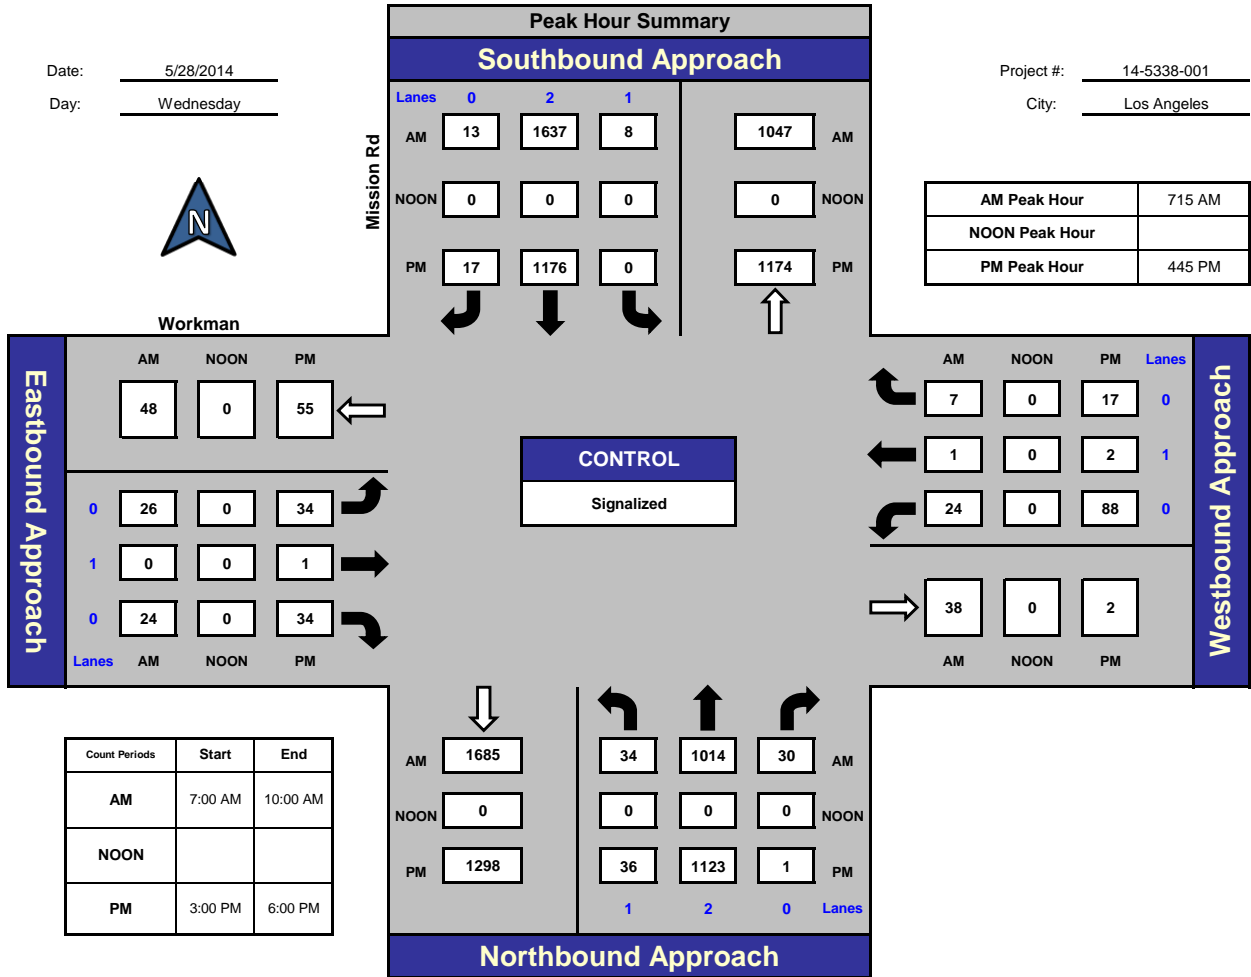 Peak Hour Summary
Southbound Approach
Date: 5/28/2014
Day: Wednesday
Project #: 14-5338-001
City: Los Angeles
N
Mission Rd
Lanes 0 2 1
AM 13 1637 8 1047 AM
NOON 0 0 0 0 NOON
PM 17 1176 0 1174 PM
AM Peak Hour 715 AM
NOON Peak Hour
PM Peak Hour 445 PM
Workman
Eastbound Approach
AM NOON PM
48 0 55
0 26 0 34
1 0 0 1
0 24 0 34
Lanes AM NOON PM
CONTROL
Signalized
AM NOON PM Lanes
7 0 17 0
1 0 2 1
24 0 88 0
38 0 2
AM NOON PM
Westbound Approach
Count Periods Start End
AM 7:00 AM 10:00 AM
NOON
PM 3:00 PM 6:00 PM
AM 1685 34 1014 30 AM
NOON 0 0 0 0 NOON
PM 1298 36 1123 1 PM
1 2 0 Lanes
Northbound Approach